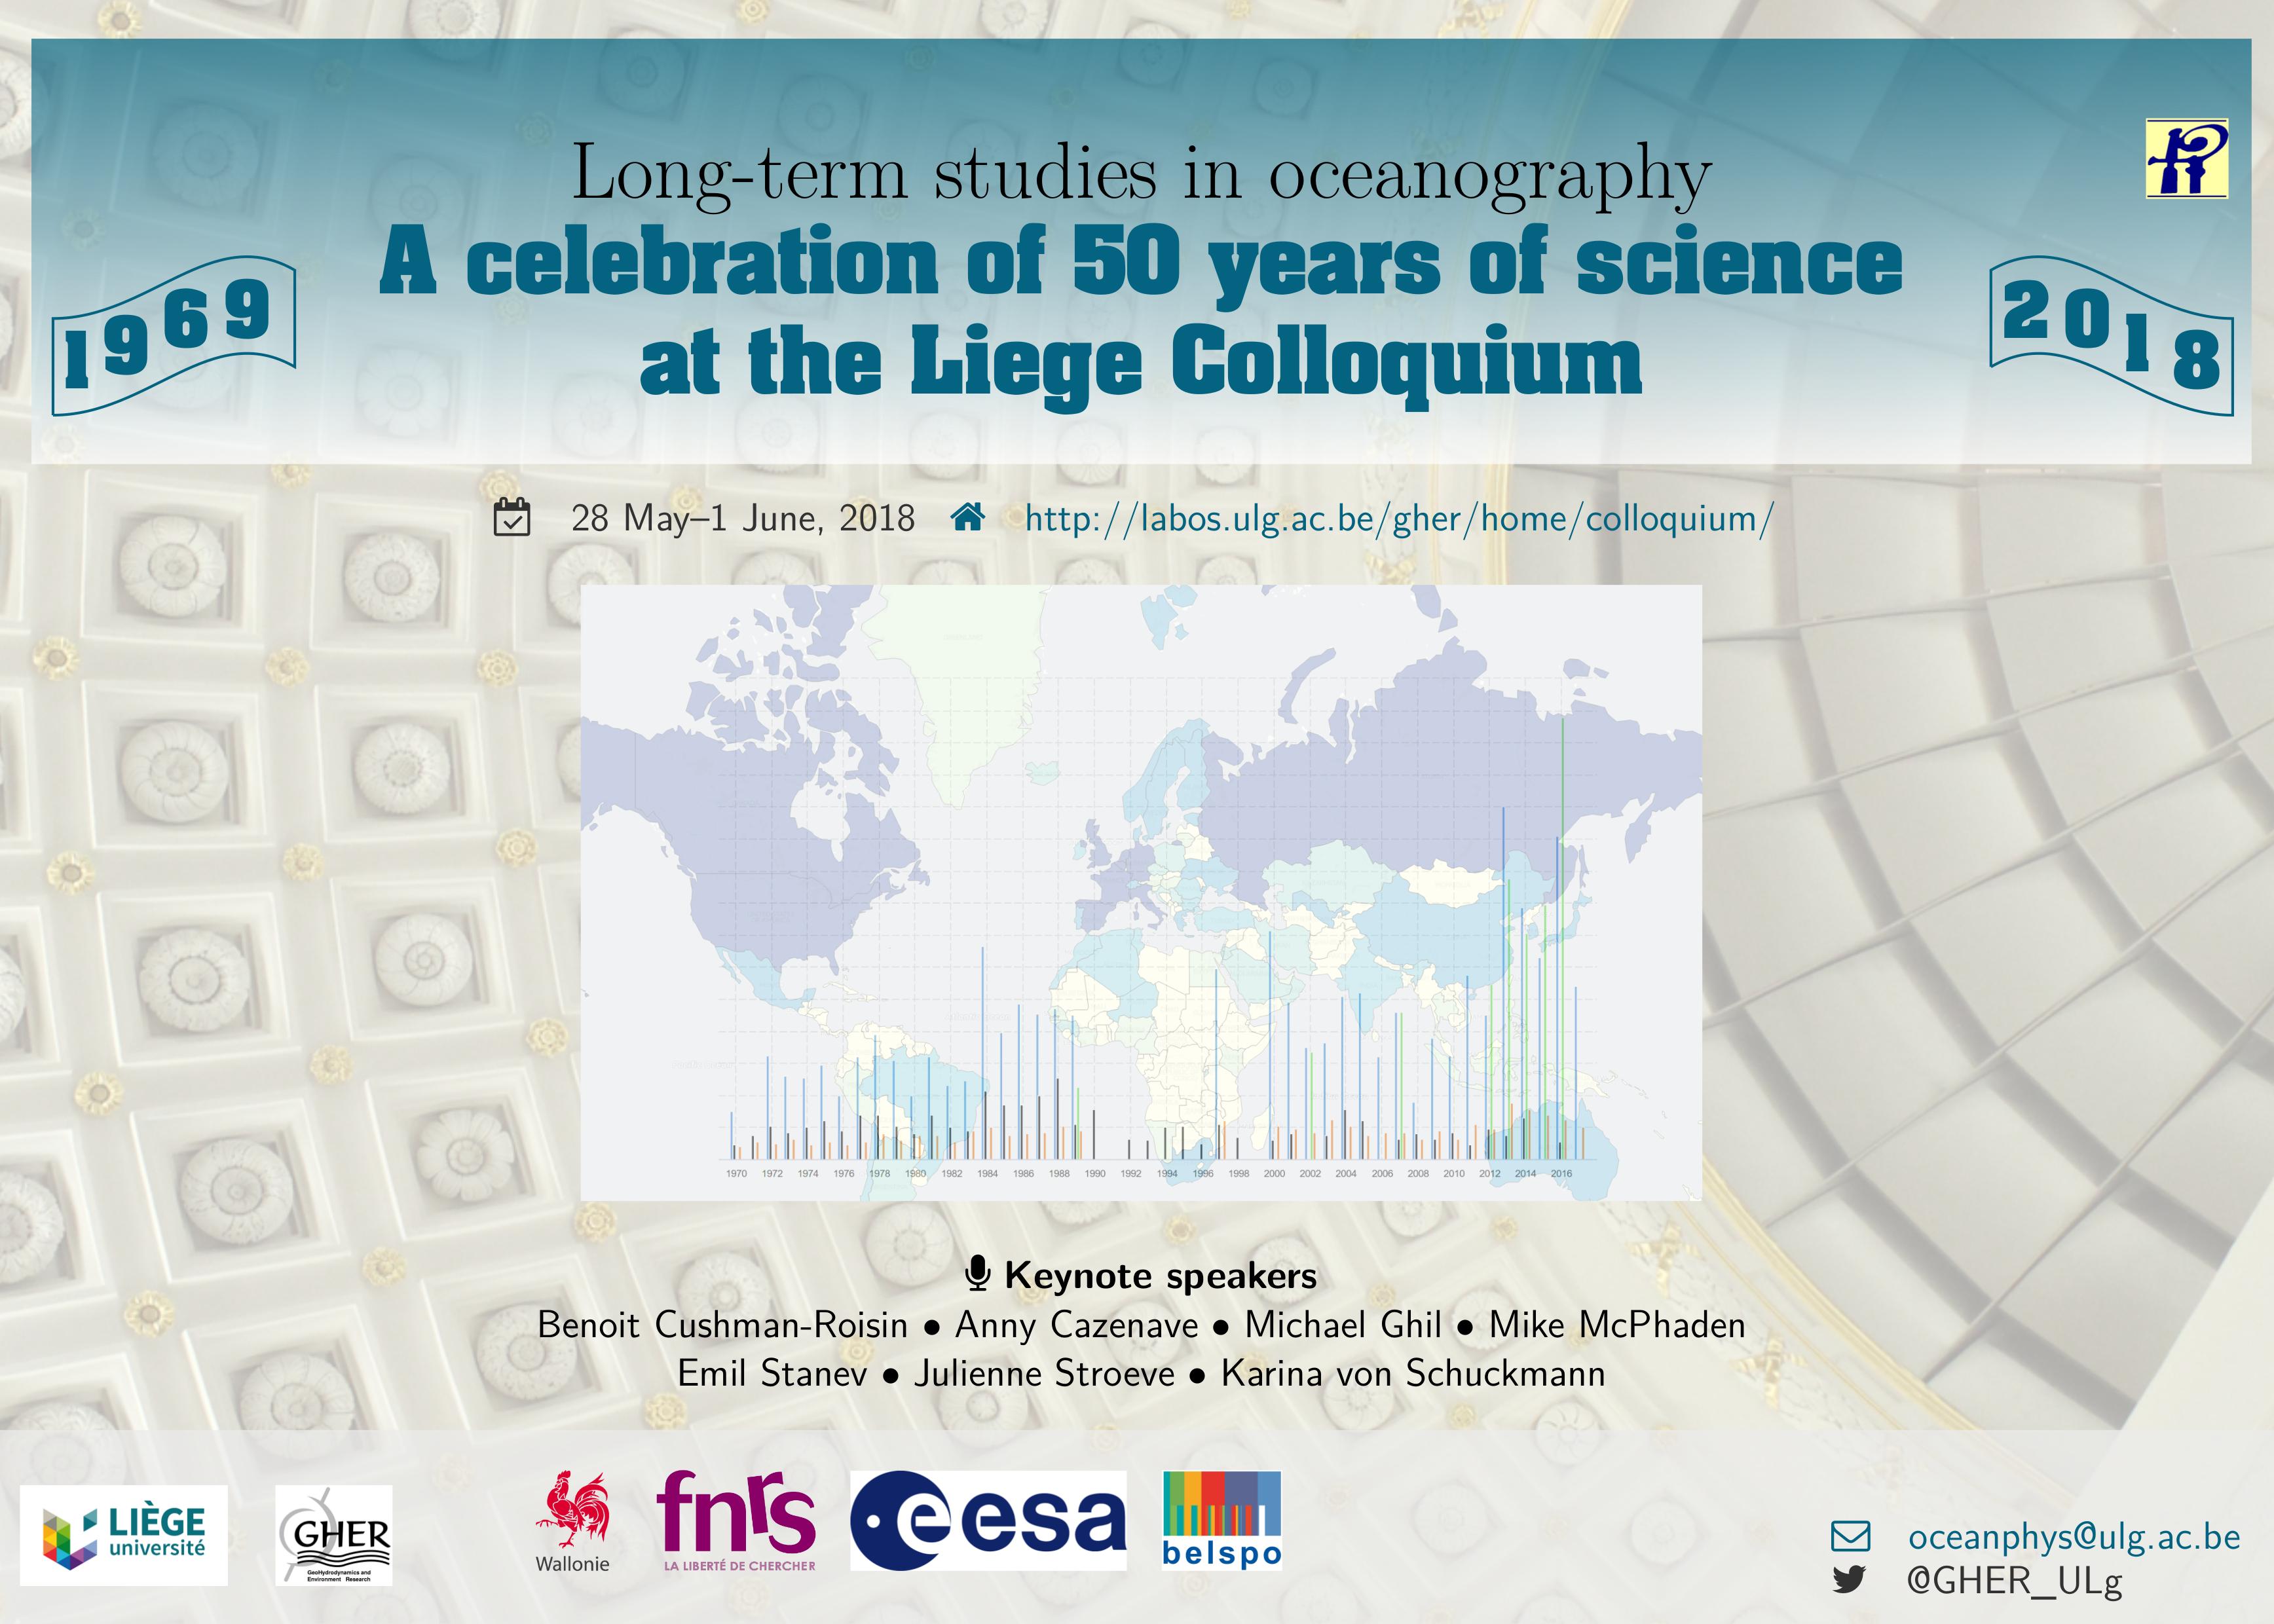 Long-term studies in oceanography
A celebration of 50 years of science
at the Liege Colloquium
1969
2018
28 May–1 June, 2018 http://labos.ulg.ac.be/gher/home/colloquium/
1970 1972 1974 1976 1978 1980 1982 1984 1986 1988 1990 1992 1994 1996 1998 2000 2002 2004 2006 2008 2010 2012 2014 2016
Keynote speakers
Benoit Cushman-Roisin • Anny Cazenave • Michael Ghil • Mike McPhaden
Emil Stanev • Julienne Stroeve • Karina von Schuckmann
LIÈGE
université
GHER
GeoHydrodynamics and
Environment Research
Wallonie
fnrs
LA LIBERTÉ DE CHERCHER
esa
belspo
oceanphys@ulg.ac.be
@GHER_ULg